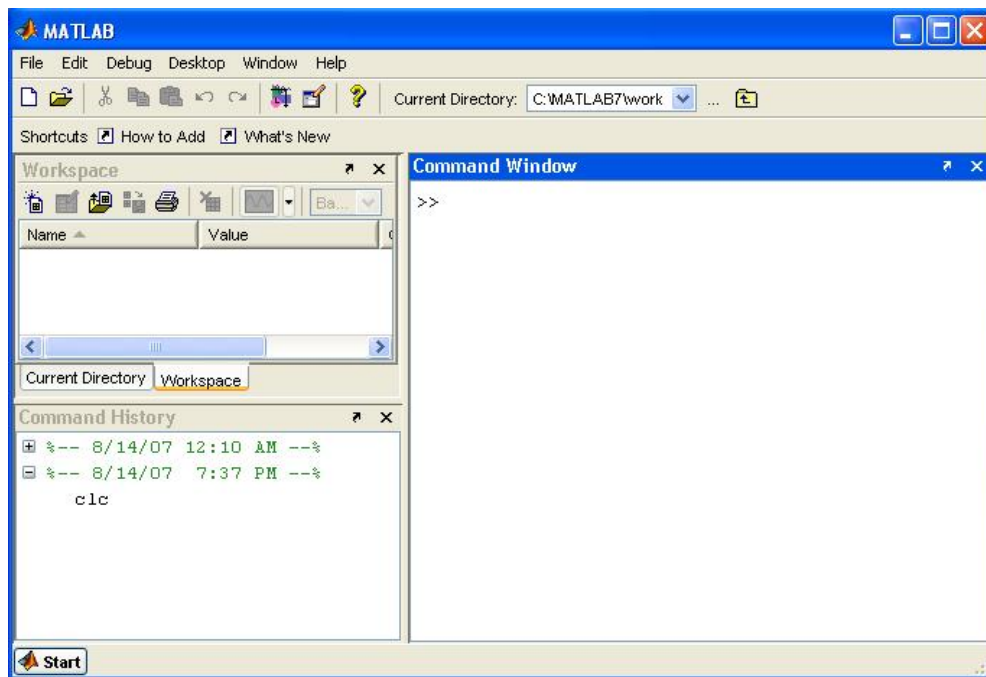 MATLAB
File Edit Debug Desktop Window Help
Current Directory: C:\MATLAB7\work ...
Shortcuts How to Add What's New
Workspace
Ba...
Name Value
Current Directory Workspace
Command History
%-- 8/14/07 12:10 AM --%
%-- 8/14/07 7:37 PM --%
clc
Command Window
>>
Start